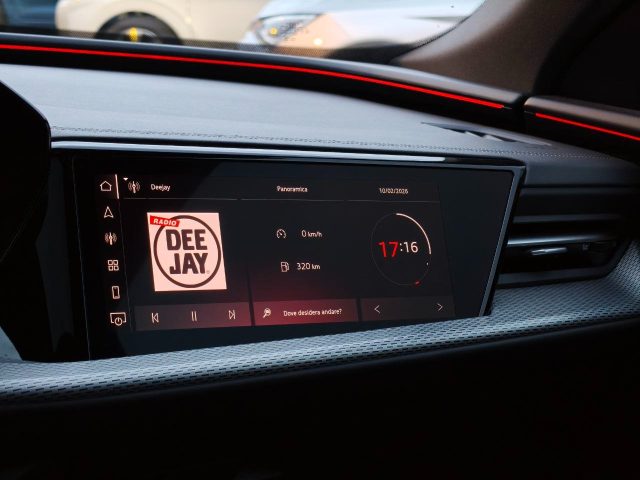 Deejay
Panoramica
10/02/2026
RADIO
DEE
JAY
0 km/h
320 km
17:16
Dove desidera andare?